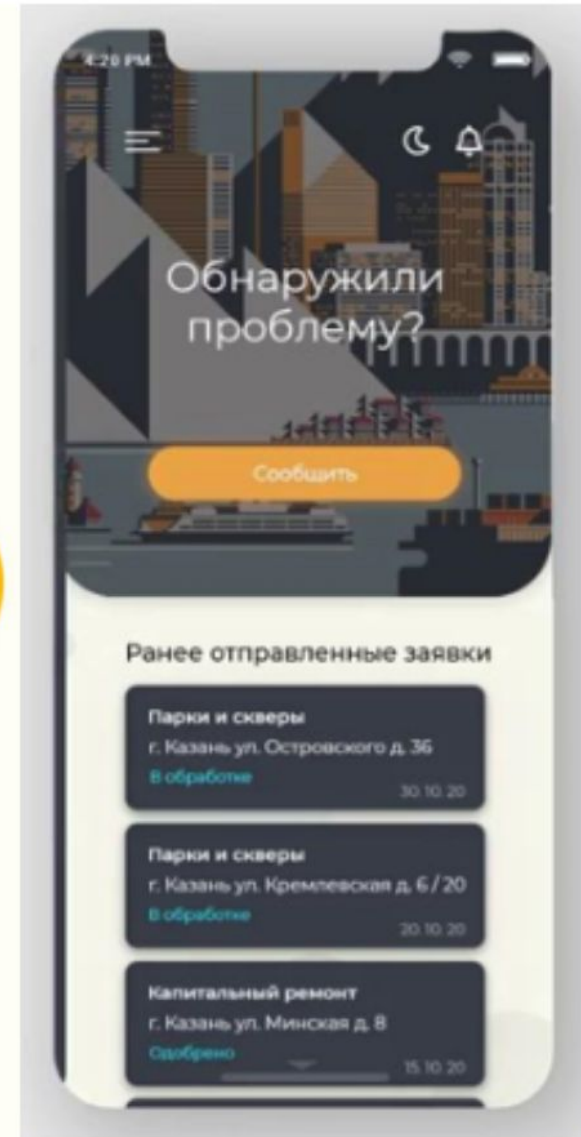 4:20 PM
Обнаружили
проблему?
Сообщить
Ранее отправленные заявки
Парки и скверы
г. Казань ул. Островского д. 36
В обработке
30. 10. 20
Парки и скверы
г. Казань ул. Кремлевская д. 6 / 20
В обработке
20. 10. 20
Капитальный ремонт
г. Казань ул. Минская д. 8
Одобрено
15. 10. 20